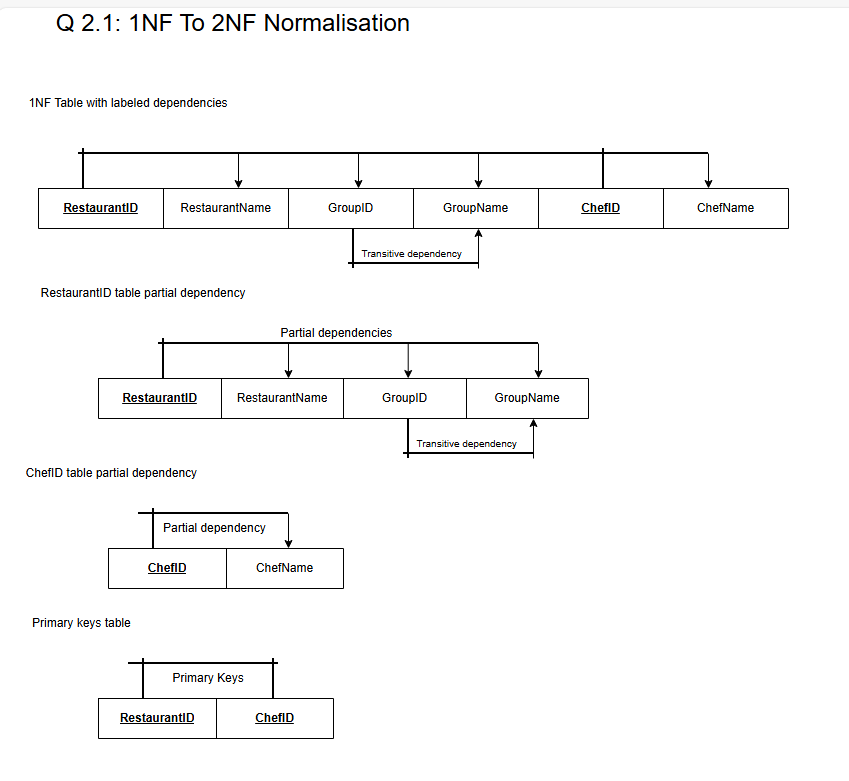 Q 2.1: 1NF To 2NF Normalisation
1NF Table with labeled dependencies
RestaurantID RestaurantName GroupID GroupName ChefID ChefName
Transitive dependency
RestaurantID table partial dependency
Partial dependencies
RestaurantID RestaurantName GroupID GroupName
Transitive dependency
ChefID table partial dependency
Partial dependency
ChefID ChefName
Primary keys table
Primary Keys
RestaurantID ChefID